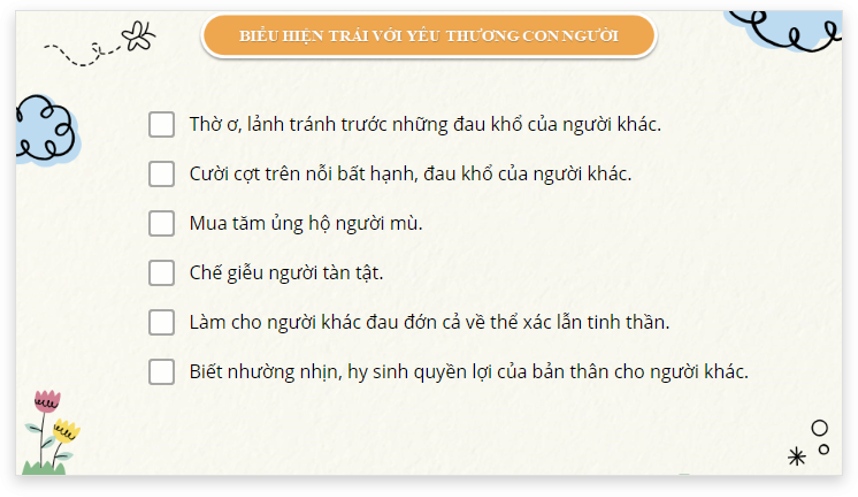 BIỂU HIỆN TRÁI VỚI YÊU THƯƠNG CON NGƯỜI
Thờ ơ, lảnh tránh trước những đau khổ của người khác.
Cười cợt trên nỗi bất hạnh, đau khổ của người khác.
Mua tăm ủng hộ người mù.
Chế giễu người tàn tật.
Làm cho người khác đau đớn cả về thể xác lẫn tinh thần.
Biết nhường nhịn, hy sinh quyền lợi của bản thân cho người khác.